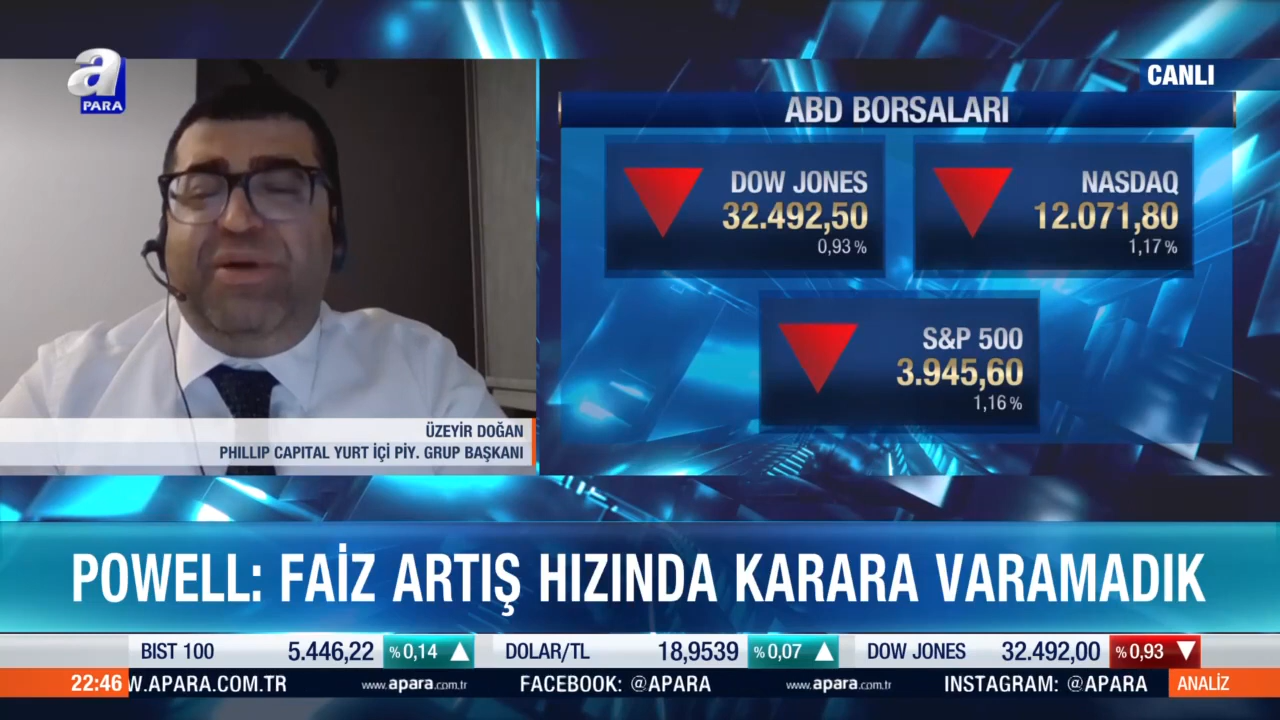 a
PARA
CANLI
ABD BORSALARI
DOW JONES
32.492,50
0,93 %
NASDAQ
12.071,80
1,17 %
S&P 500
3.945,60
1,16 %
ÜZEYİR DOĞAN
PHILLIP CAPITAL YURT İÇİ PİY. GRUP BAŞKANI
POWELL: FAİZ ARTIŞ HIZINDA KARARA VARAMADIK
BIST 100 5.446,22 %0,14 DOLAR/TL 18,9539 %0,07 DOW JONES 32.492,00 %0,93
22:46 W.APARA.COM.TR www.apara.com.tr FACEBOOK: @APARA www.apara.com.tr INSTAGRAM: @APARA ANALİZ